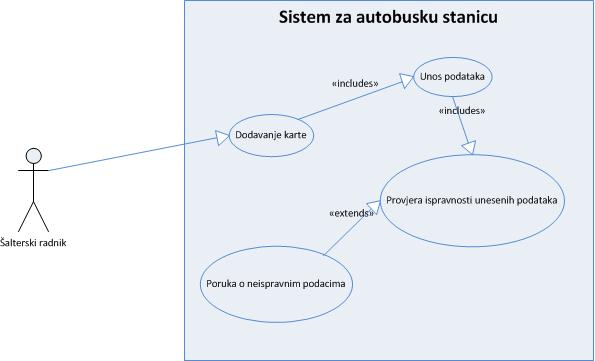 Sistem za autobusku stanicu
«includes»
Unos podataka
«includes»
Dodavanje karte
Provjera ispravnosti unesenih podataka
«extends»
Šalterski radnik
Poruka o neispravnim podacima